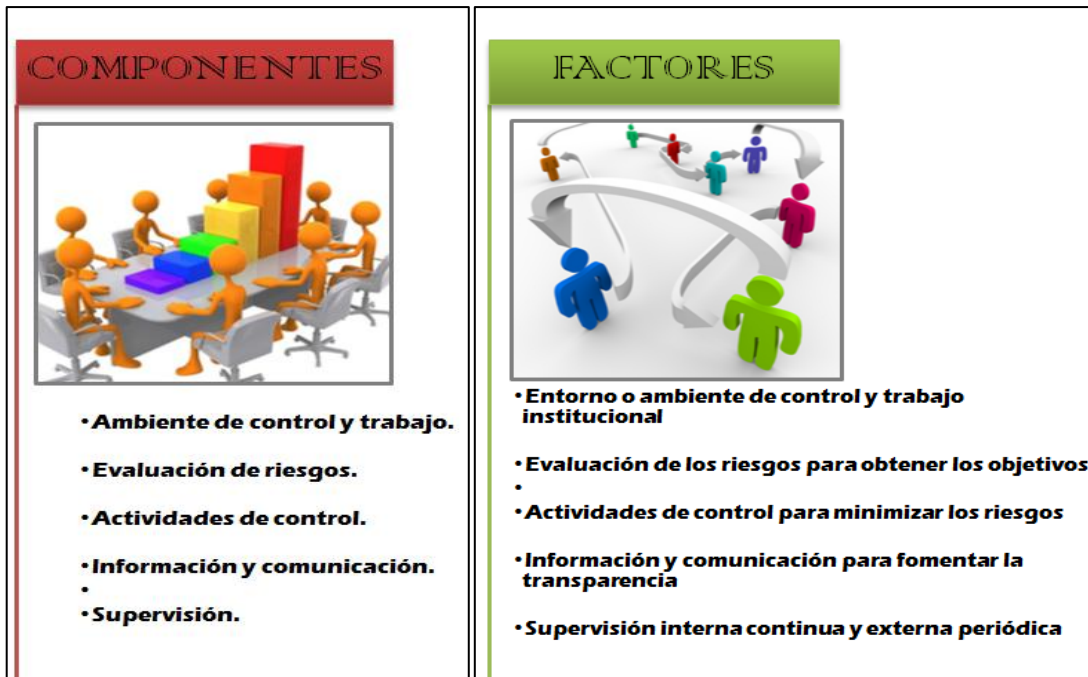 COMPONENTES
• Ambiente de control y trabajo.
• Evaluación de riesgos.
• Actividades de control.
• Información y comunicación.
•
• Supervisión.
FACTORES
• Entorno o ambiente de control y trabajo
institucional
• Evaluación de los riesgos para obtener los objetivos
•
• Actividades de control para minimizar los riesgos
• Información y comunicación para fomentar la
transparencia
• Supervisión interna continua y externa periódica